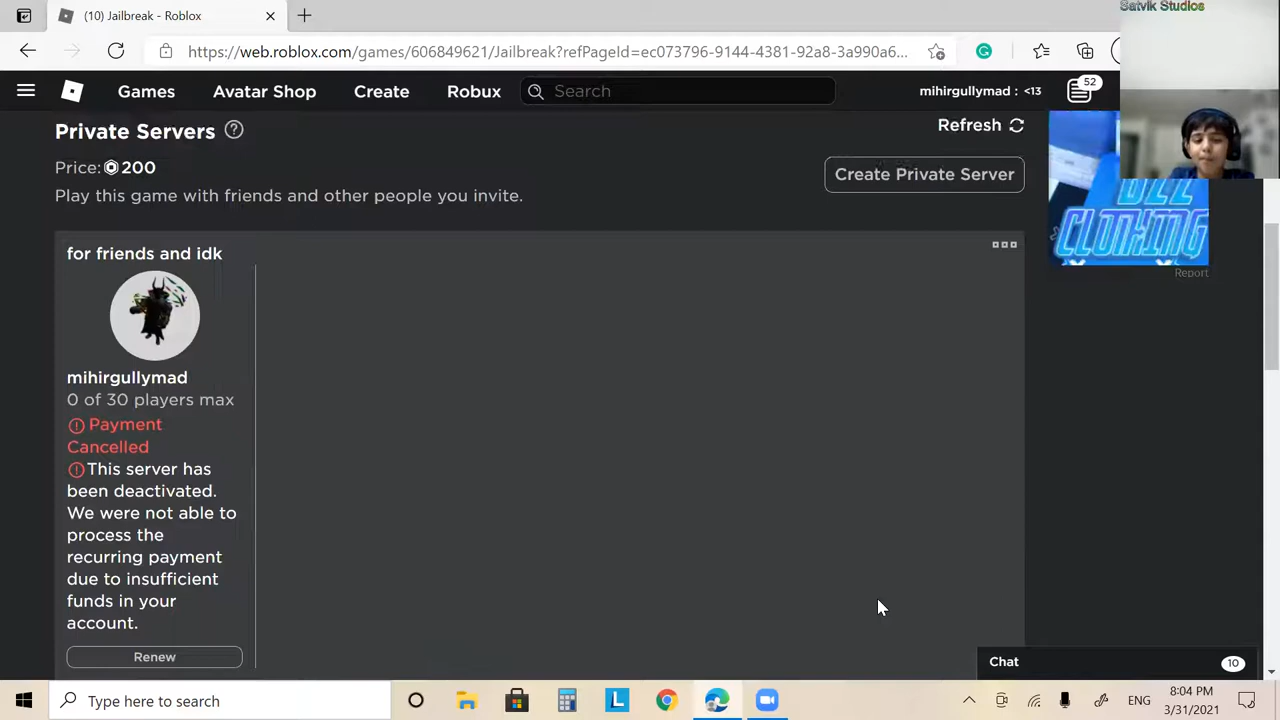 (10) Jailbreak - Roblox
Satvik Studios
https://web.roblox.com/games/606849621/Jailbreak?refPageId=ec073796-9144-4381-92a8-3a990a6...
Games Avatar Shop Create Robux Search mihirgullymad : <13 52
Private Servers ?
Refresh
Price: 200
Create Private Server
Play this game with friends and other people you invite.
CLOTHING
Report
for friends and idk
mihirgullymad
0 of 30 players max
Payment
Cancelled
This server has
been deactivated.
We were not able to
process the
recurring payment
due to insufficient
funds in your
account.
Renew
Chat 10
Type here to search
L
ENG
8:04 PM
3/31/2021